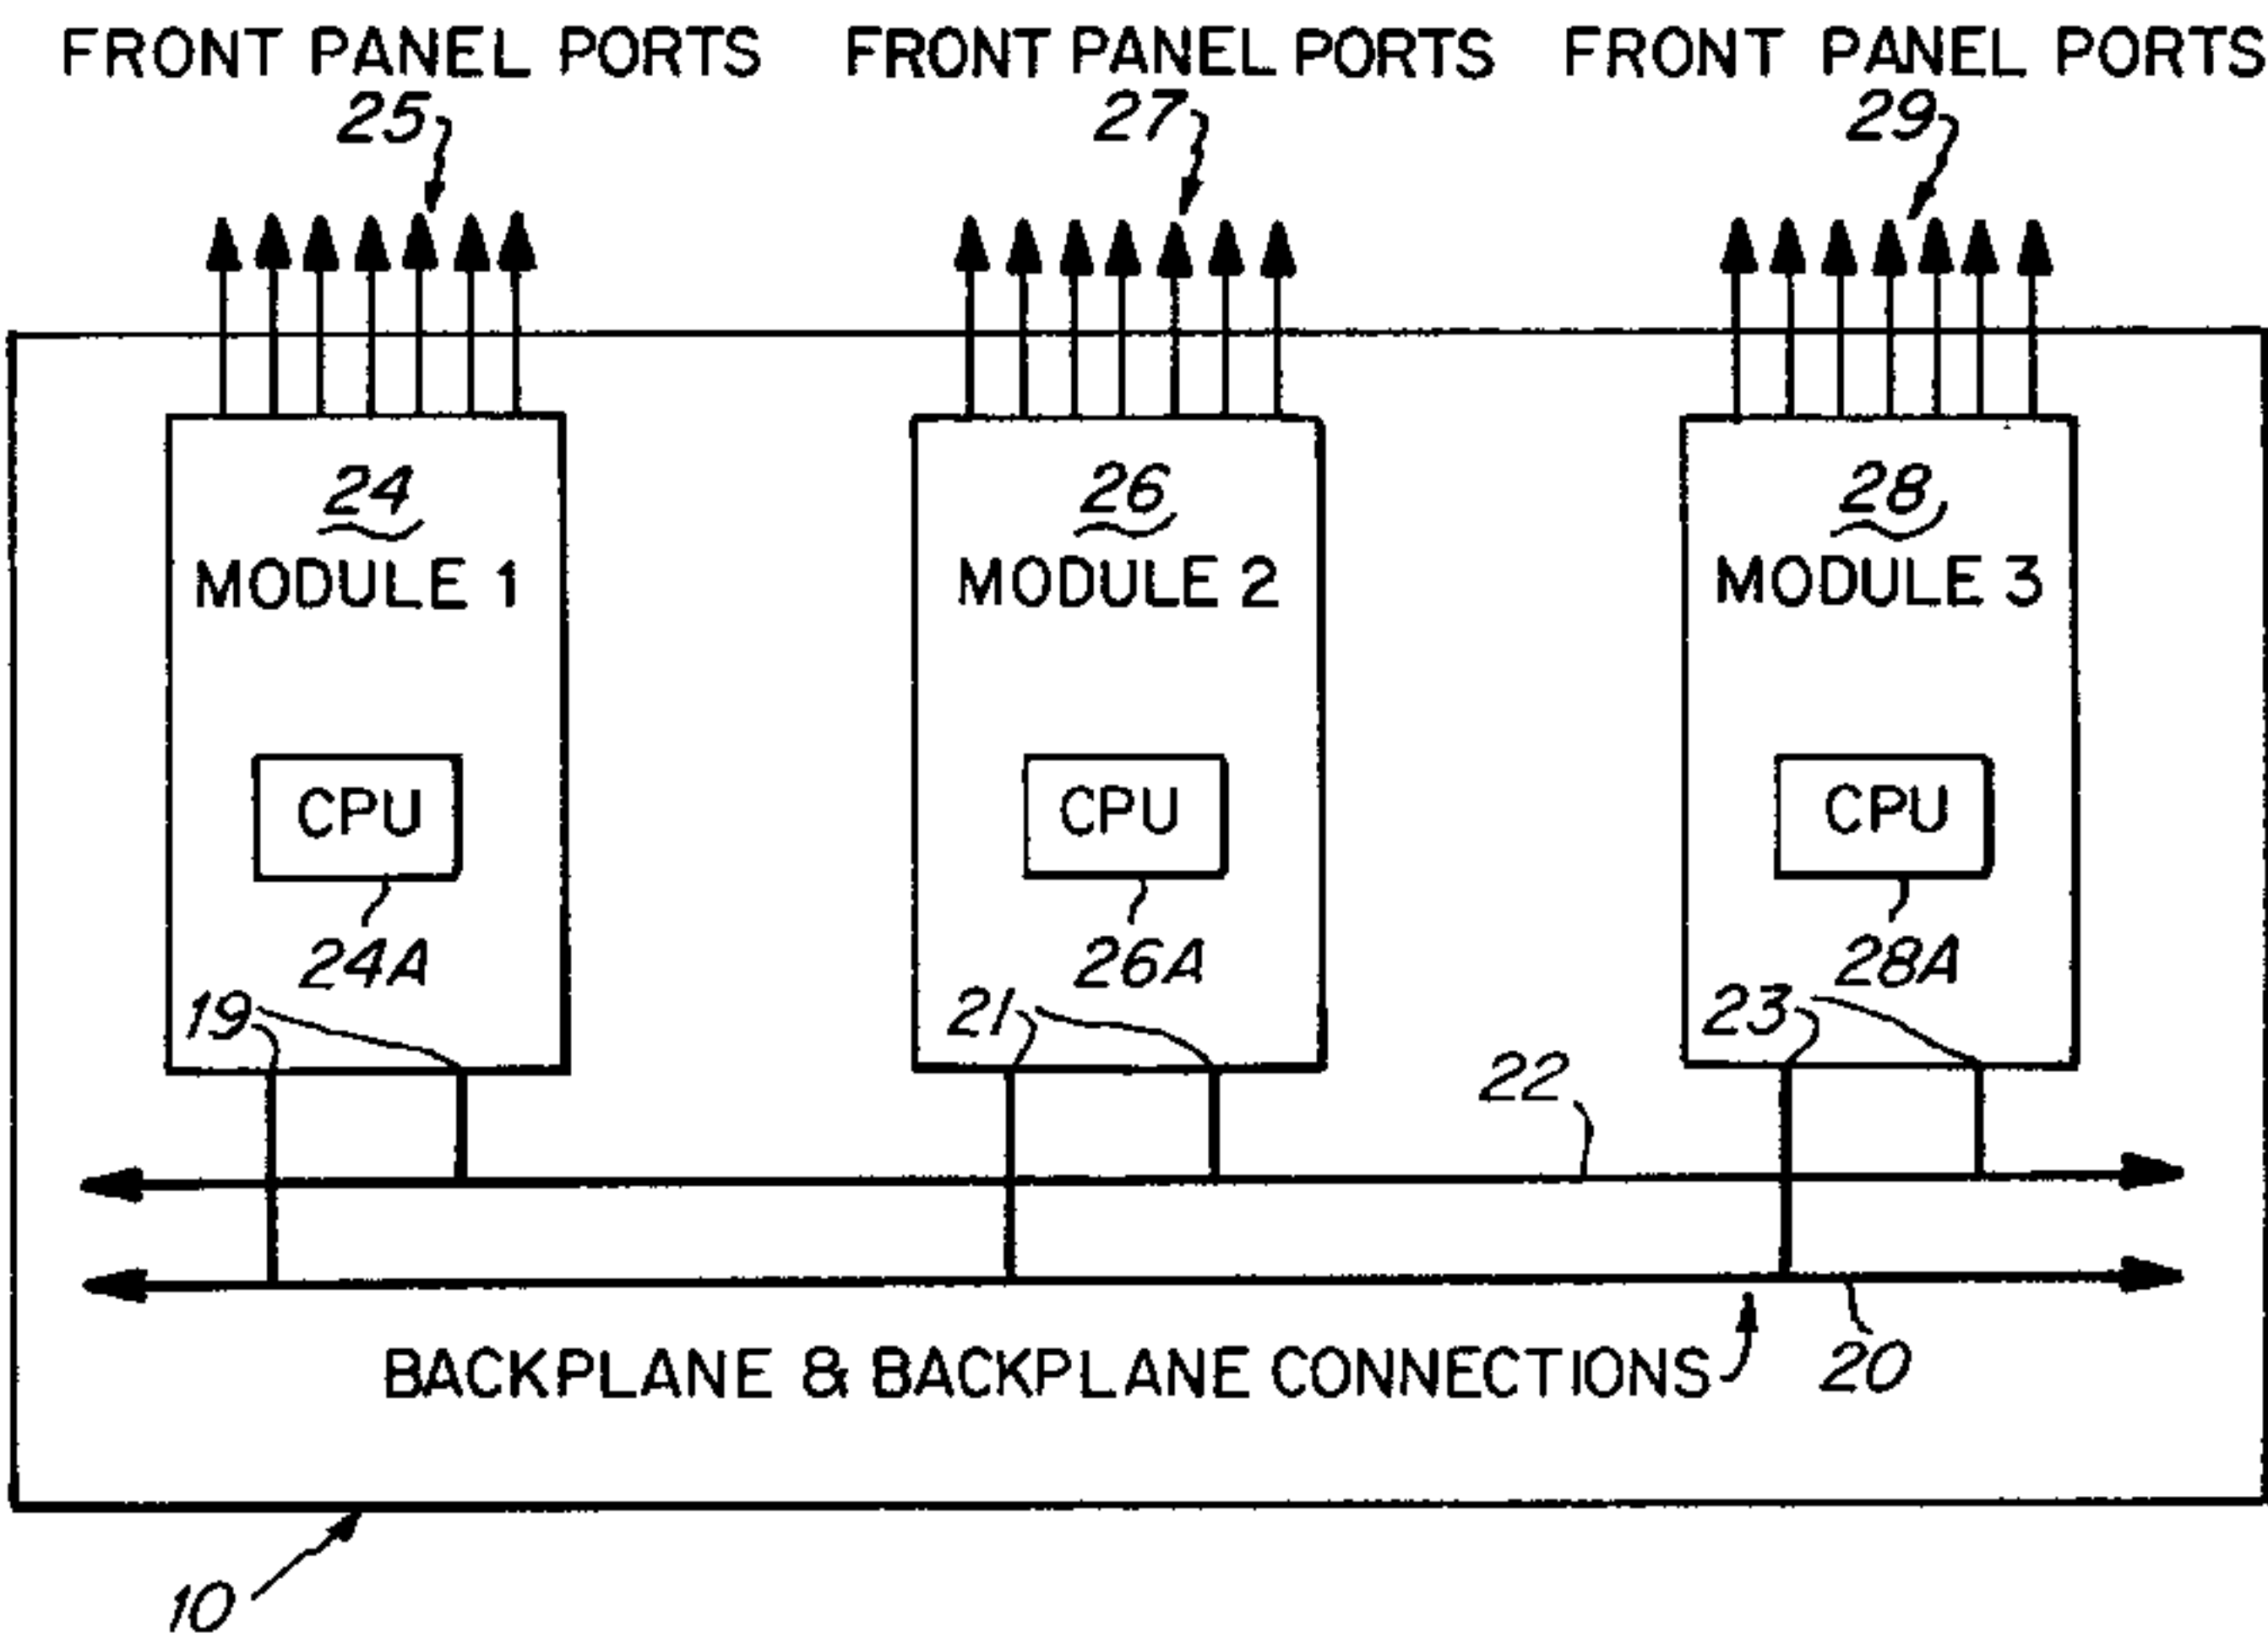 FRONT PANEL PORTS FRONT PANEL PORTS FRONT PANEL PORTS
25 27 29
24 26 28
MODULE 1 MODULE 2 MODULE 3
CPU CPU CPU
24A 26A 28A
19 21 23
22
BACKPLANE & BACKPLANE CONNECTIONS 20
10